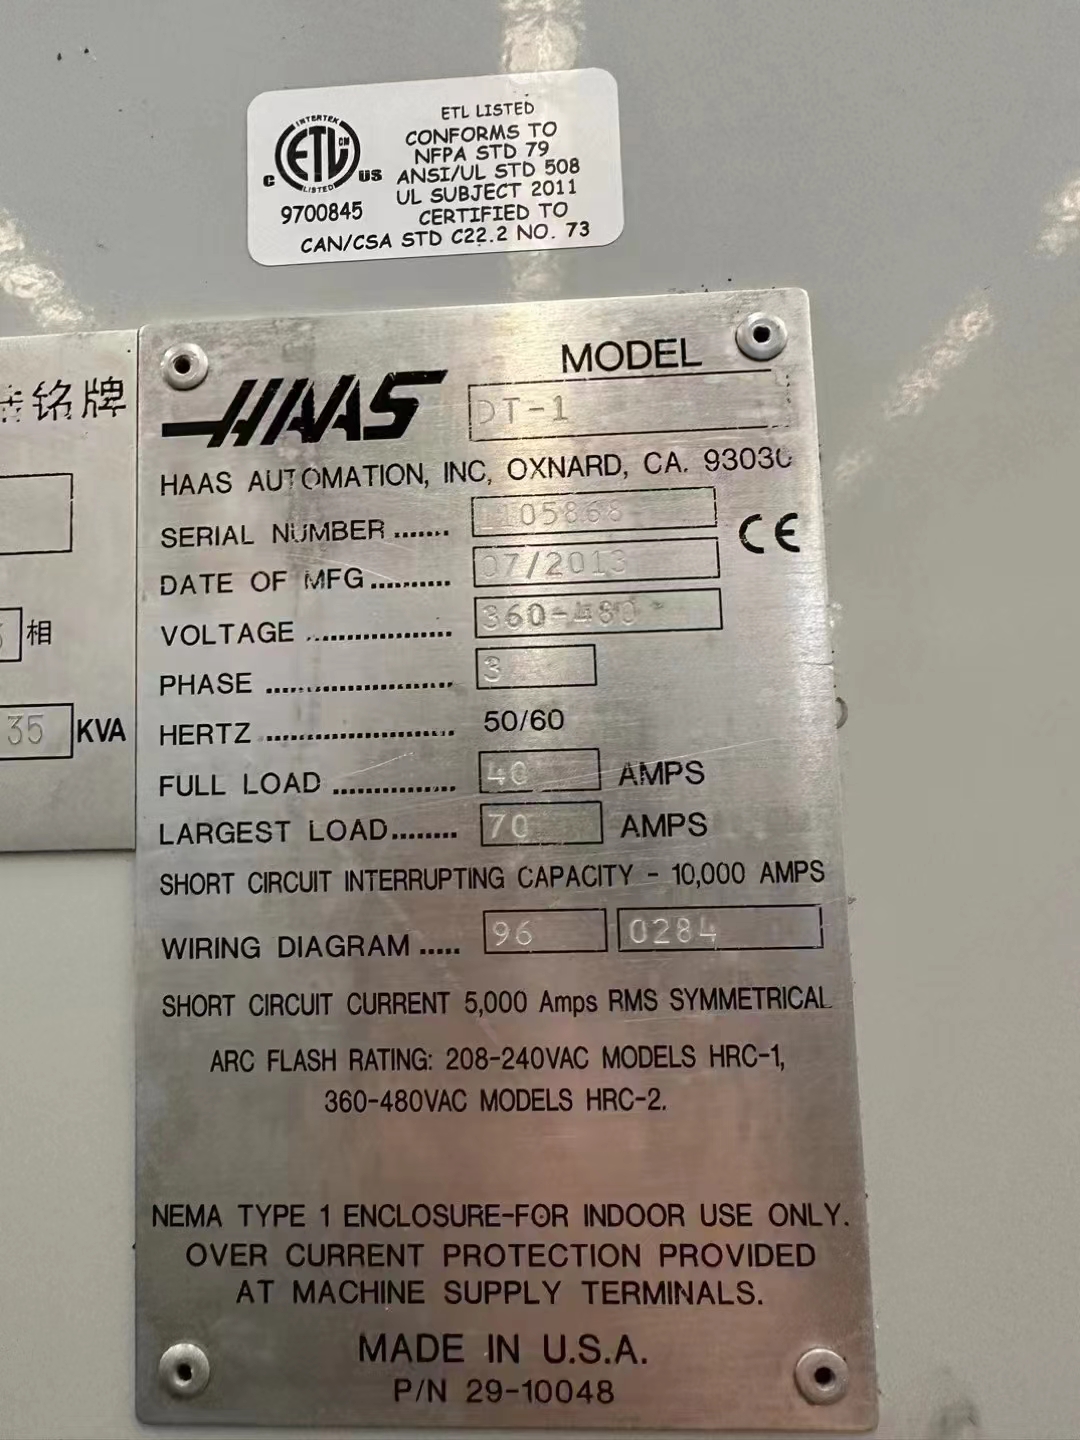 ETL LISTED
CONFORMS TO
NFPA STD 79
ANSI/UL STD 508
UL SUBJECT 2011
CERTIFIED TO
CAN/CSA STD C22.2 NO. 73
INTERTEK
ETL CM
LISTED
C US
9700845
铭牌
相
35 KVA
HAAS
MODEL
DT-1
HAAS AUTOMATION, INC, OXNARD, CA. 93030
SERIAL NUMBER ....... 1105868
DATE OF MFG.......... 07/2013
CE
VOLTAGE ................. 360-480
PHASE ...................... 3
HERTZ ...................... 50/60
FULL LOAD .............. 40 AMPS
LARGEST LOAD........ 70 AMPS
SHORT CIRCUIT INTERRUPTING CAPACITY - 10,000 AMPS
WIRING DIAGRAM ..... 96 0284
SHORT CIRCUIT CURRENT 5,000 Amps RMS SYMMETRICAL
ARC FLASH RATING: 208-240VAC MODELS HRC-1,
360-480VAC MODELS HRC-2.
NEMA TYPE 1 ENCLOSURE-FOR INDOOR USE ONLY.
OVER CURRENT PROTECTION PROVIDED
AT MACHINE SUPPLY TERMINALS.
MADE IN U.S.A.
P/N 29-10048